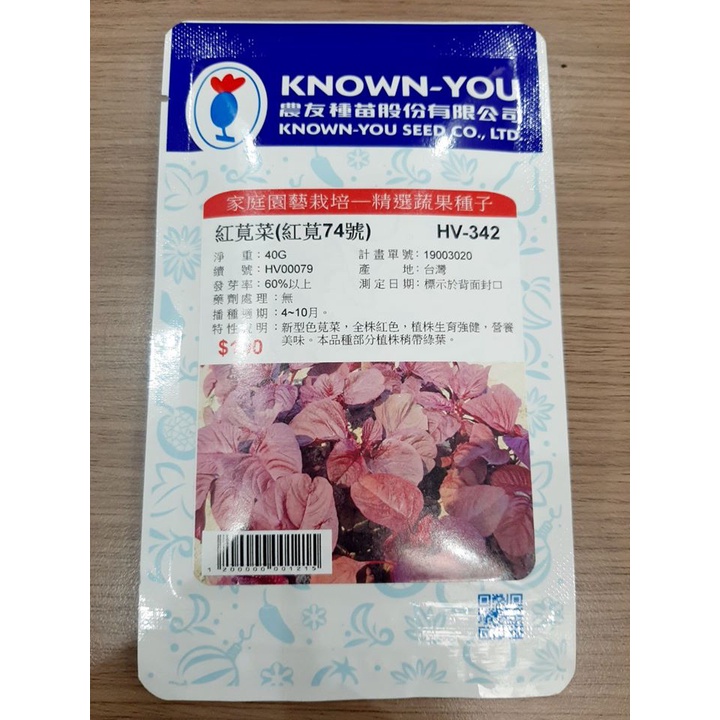 KNOWN-YOU
農友種苗股份有限公司
KNOWN-YOU SEED CO., LTD.
家庭園藝栽培—精選蔬果種子
紅莧菜(紅莧74號) HV-342
淨 重:40G 計畫單號:19003020
績 號:HV00079 產 地:台灣
發芽率:60%以上 測定日期:標示於背面封口
藥劑處理:無
播種適期:4~10月。
特性說明:新型色莧菜,全株紅色,植株生育強健,營養
美味。本品種部分植株稍帶綠葉。
1200000001215